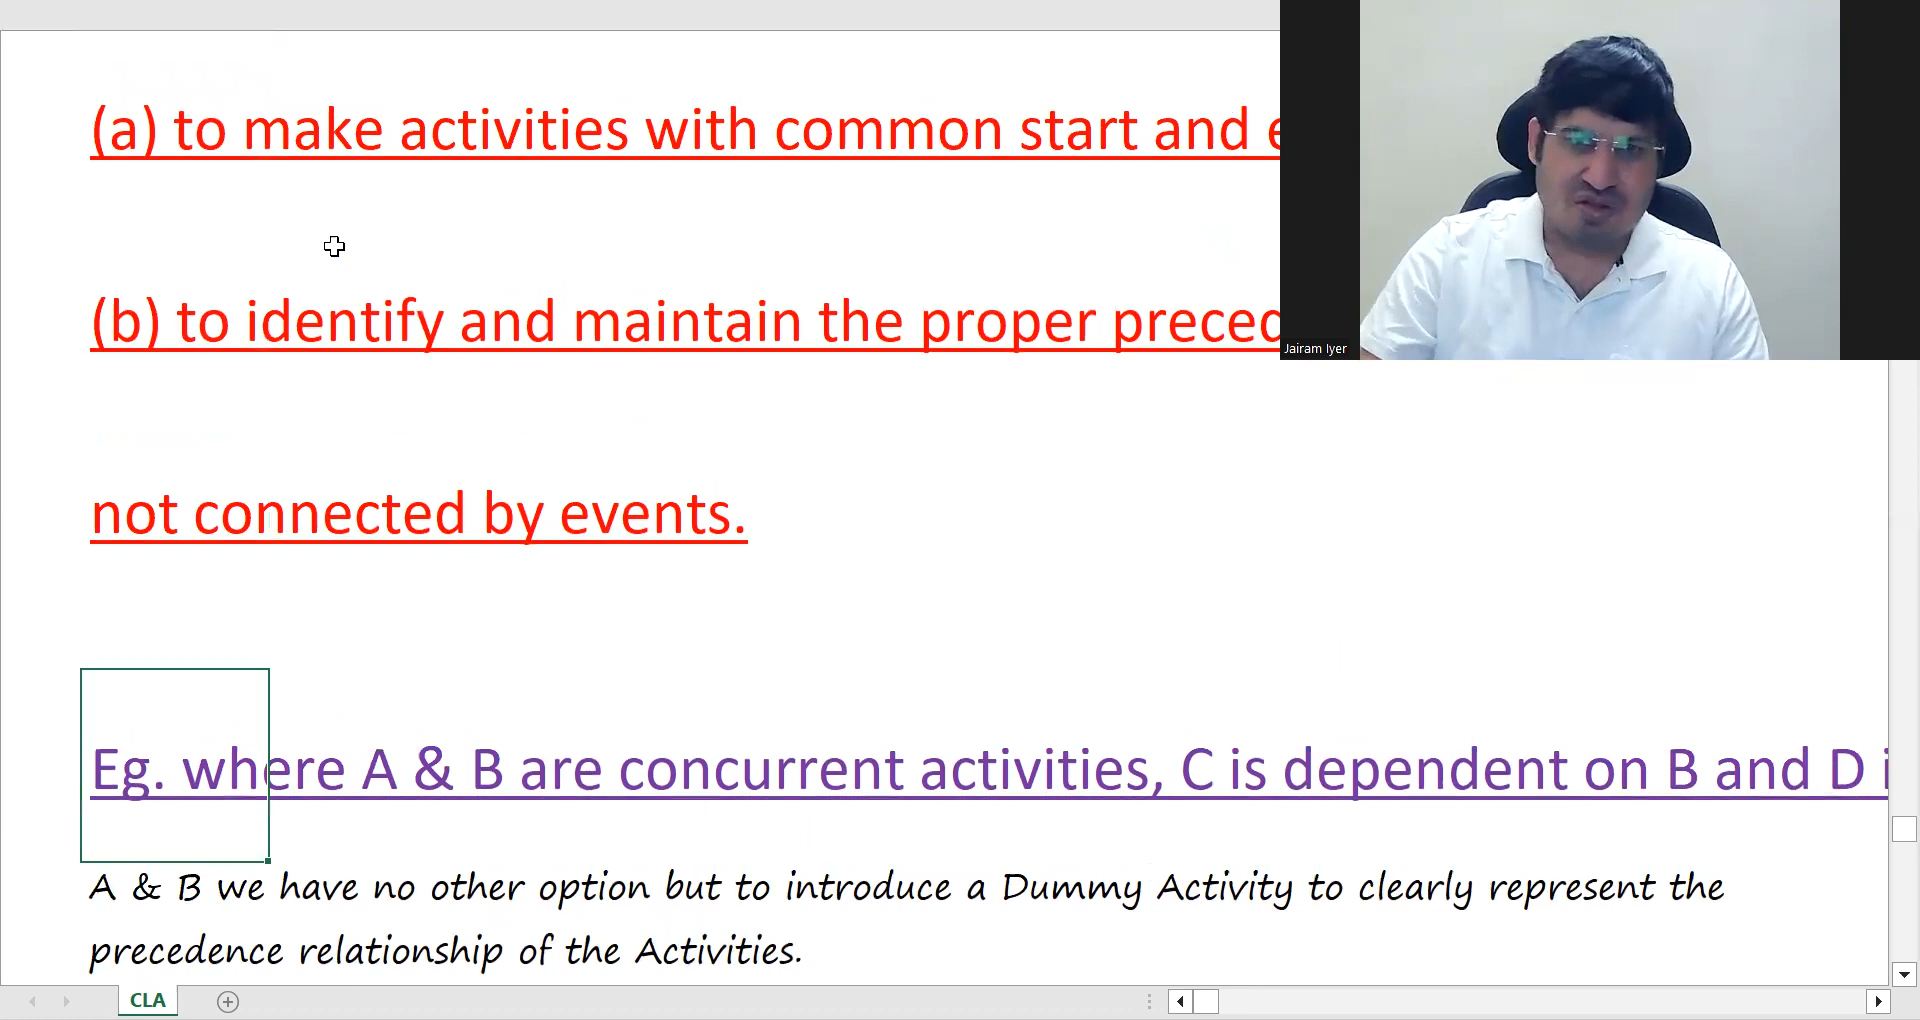 (a) to make activities with common start and
(b) to identify and maintain the proper
not connected by events.
Jairam Iyer
Eg. where A & B are concurrent activities, C is dependent on B and D
A & B we have no other option but to introduce a Dummy Activity to clearly represent the
precedence relationship of the Activities.
CLA